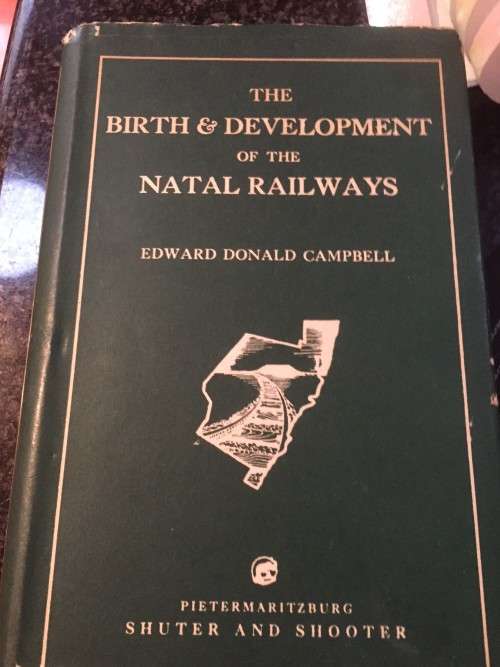 THE
BIRTH & DEVELOPMENT
OF THE
NATAL RAILWAYS
EDWARD DONALD CAMPBELL
PIETERMARITZBURG
SHUTER AND SHOOTER